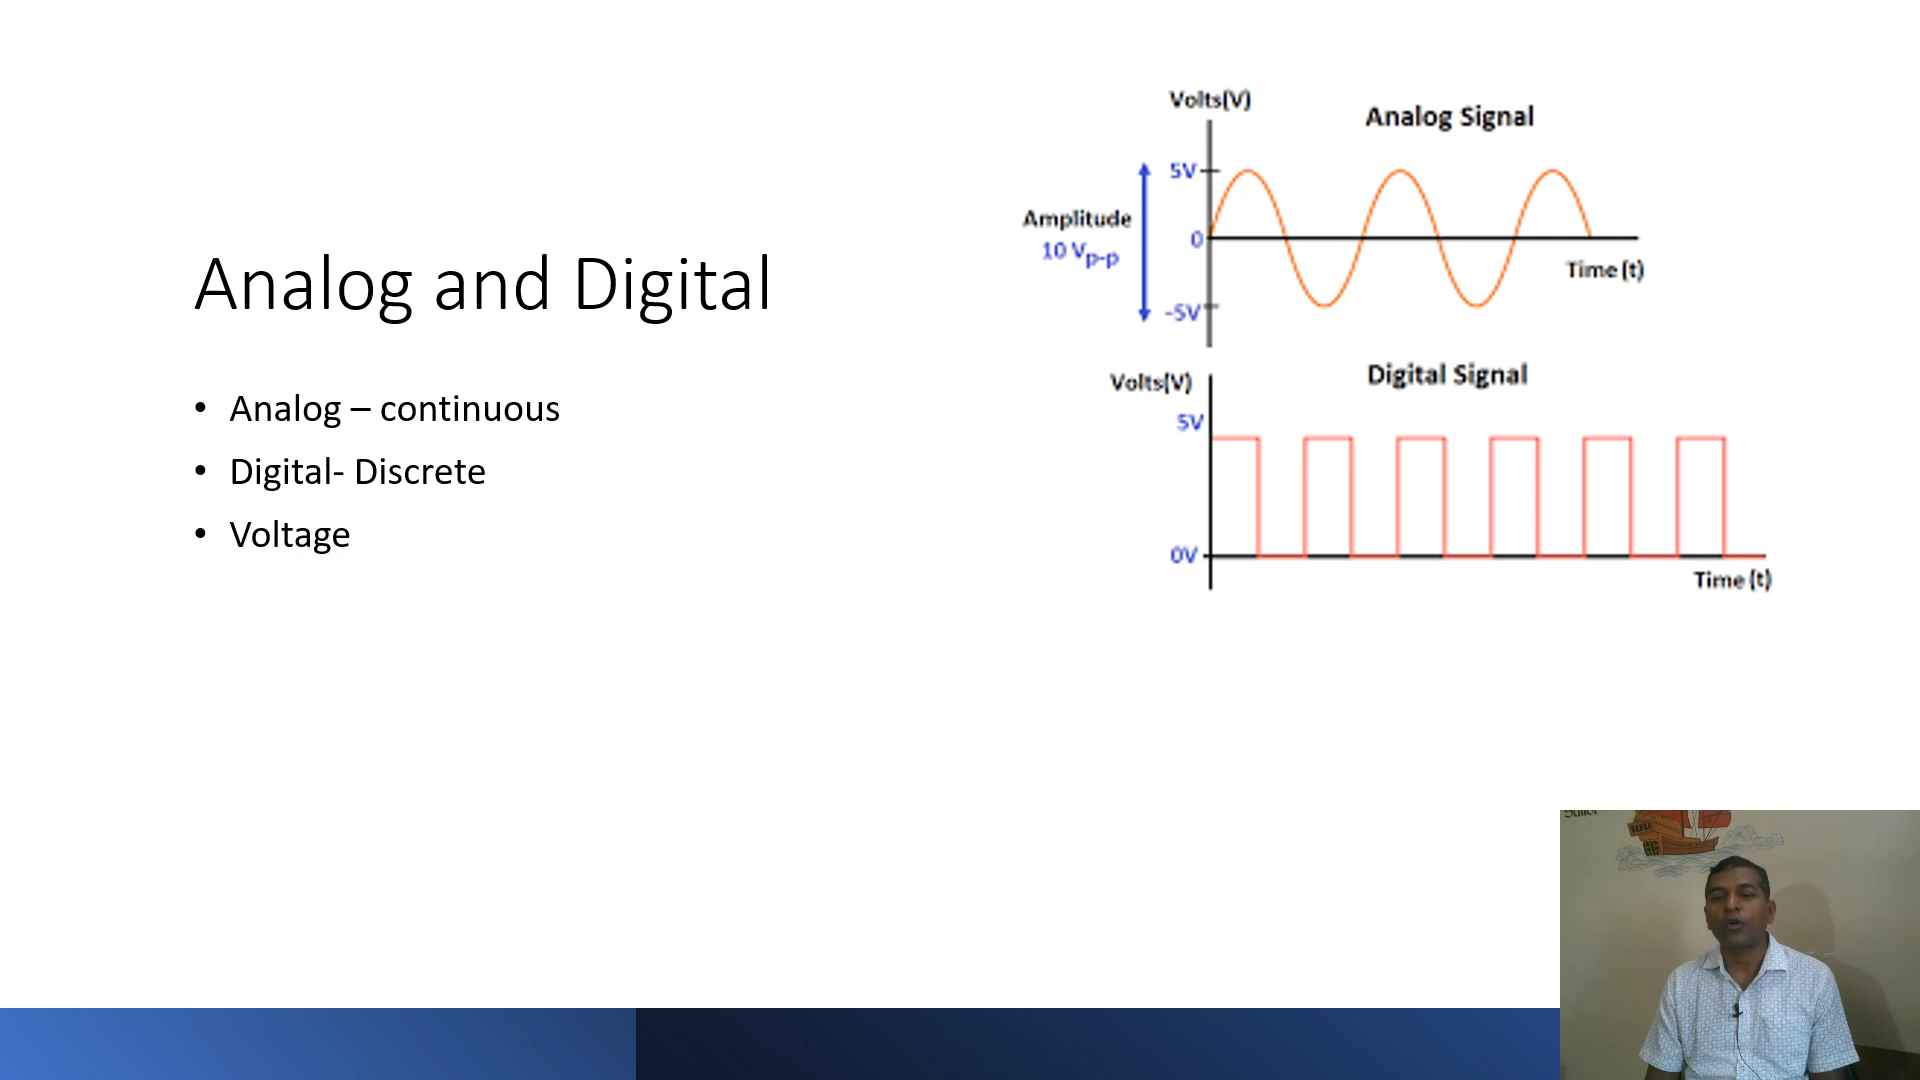 Analog and Digital
• Analog – continuous
• Digital- Discrete
• Voltage
Volts(V)
Analog Signal
5V
Amplitude
10 Vp-p
0
Time (t)
-5V
Volts(V)
Digital Signal
5V
0V
Time (t)